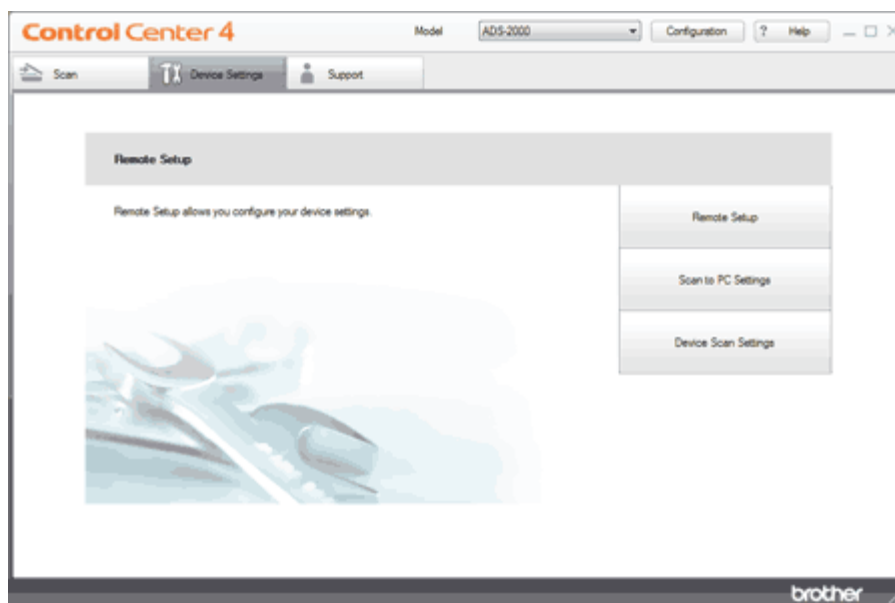 Control Center 4
Model
ADS-2000
Configuration
? Help
Scan
Device Settings
Support
Remote Setup
Remote Setup allows you configure your device settings.
Remote Setup
Scan to PC Settings
Device Scan Settings
brother